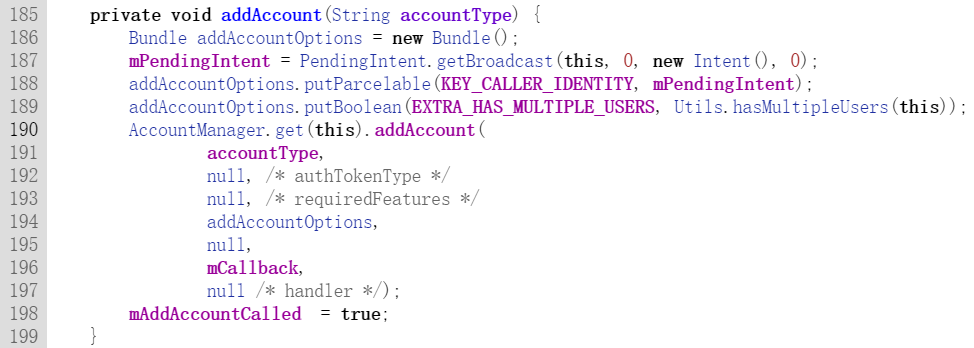 185 private void addAccount(String accountType) {
186 Bundle addAccountOptions = new Bundle();
187 mPendingIntent = PendingIntent.getBroadcast(this, 0, new Intent(), 0);
188 addAccountOptions.putParcelable(KEY_CALLER_IDENTITY, mPendingIntent);
189 addAccountOptions.putBoolean(EXTRA_HAS_MULTIPLE_USERS, Utils.hasMultipleUsers(this));
190 AccountManager.get(this).addAccount(
191 accountType,
192 null, /* authTokenType */
193 null, /* requiredFeatures */
194 addAccountOptions,
195 null,
196 mCallback,
197 null /* handler */);
198 mAddAccountCalled  = true;
199 }